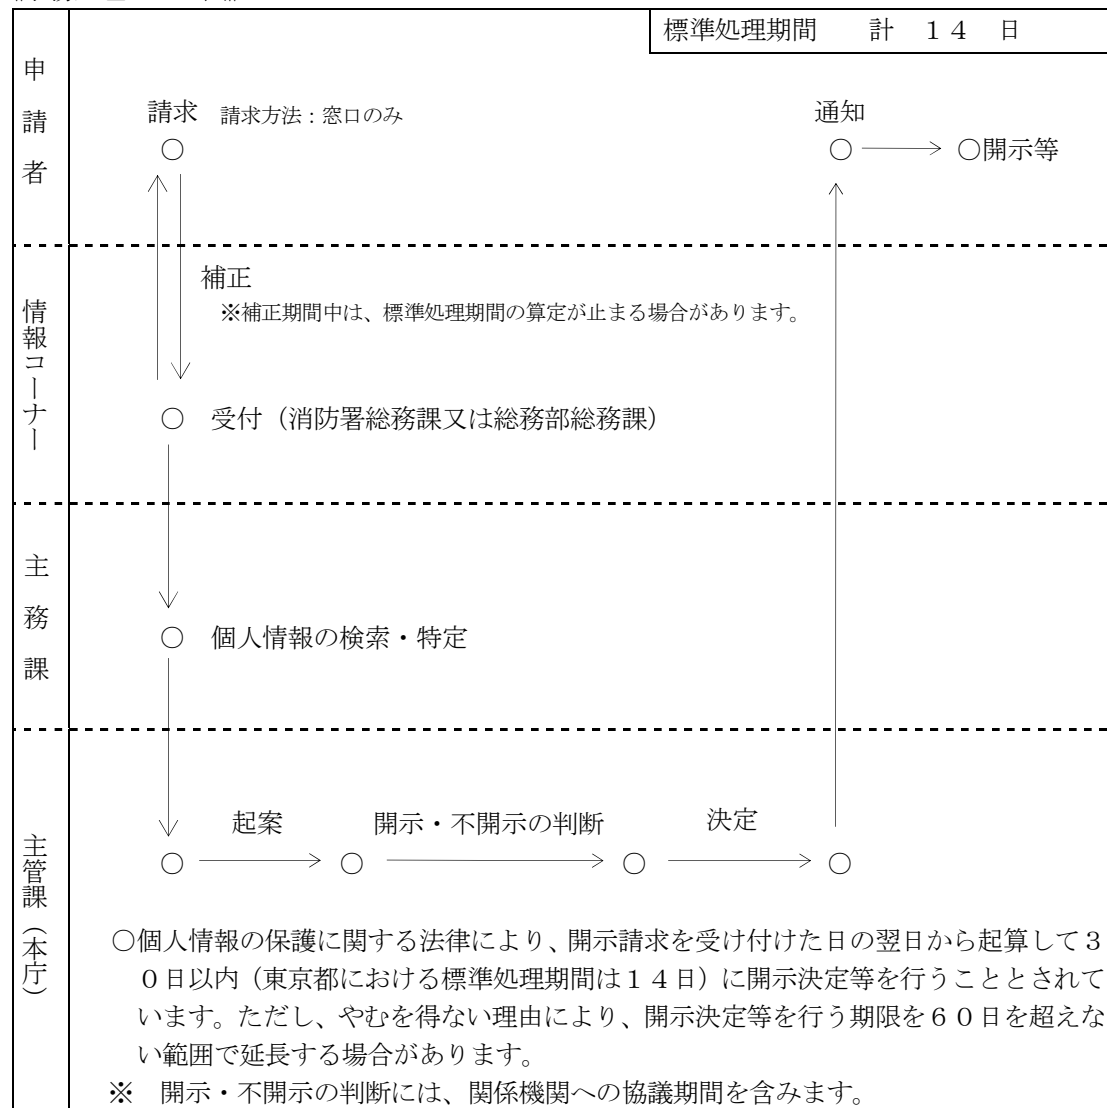 標準処理期間　計　１４　日
申請者
請求　請求方法：窓口のみ
通知
○
○
○開示等
情報コーナー
補正
※補正期間中は、標準処理期間の算定が止まる場合があります。
○　受付（消防署総務課又は総務部総務課）
主務課
○　個人情報の検索・特定
主管課（本庁）
起案
開示・不開示の判断
決定
○
○
○
○
○個人情報の保護に関する法律により、開示請求を受け付けた日の翌日から起算して３
０日以内（東京都における標準処理期間は１４日）に開示決定等を行うこととされて
います。ただし、やむを得ない理由により、開示決定等を行う期限を６０日を超えな
い範囲で延長する場合があります。
※　開示・不開示の判断には、関係機関への協議期間を含みます。